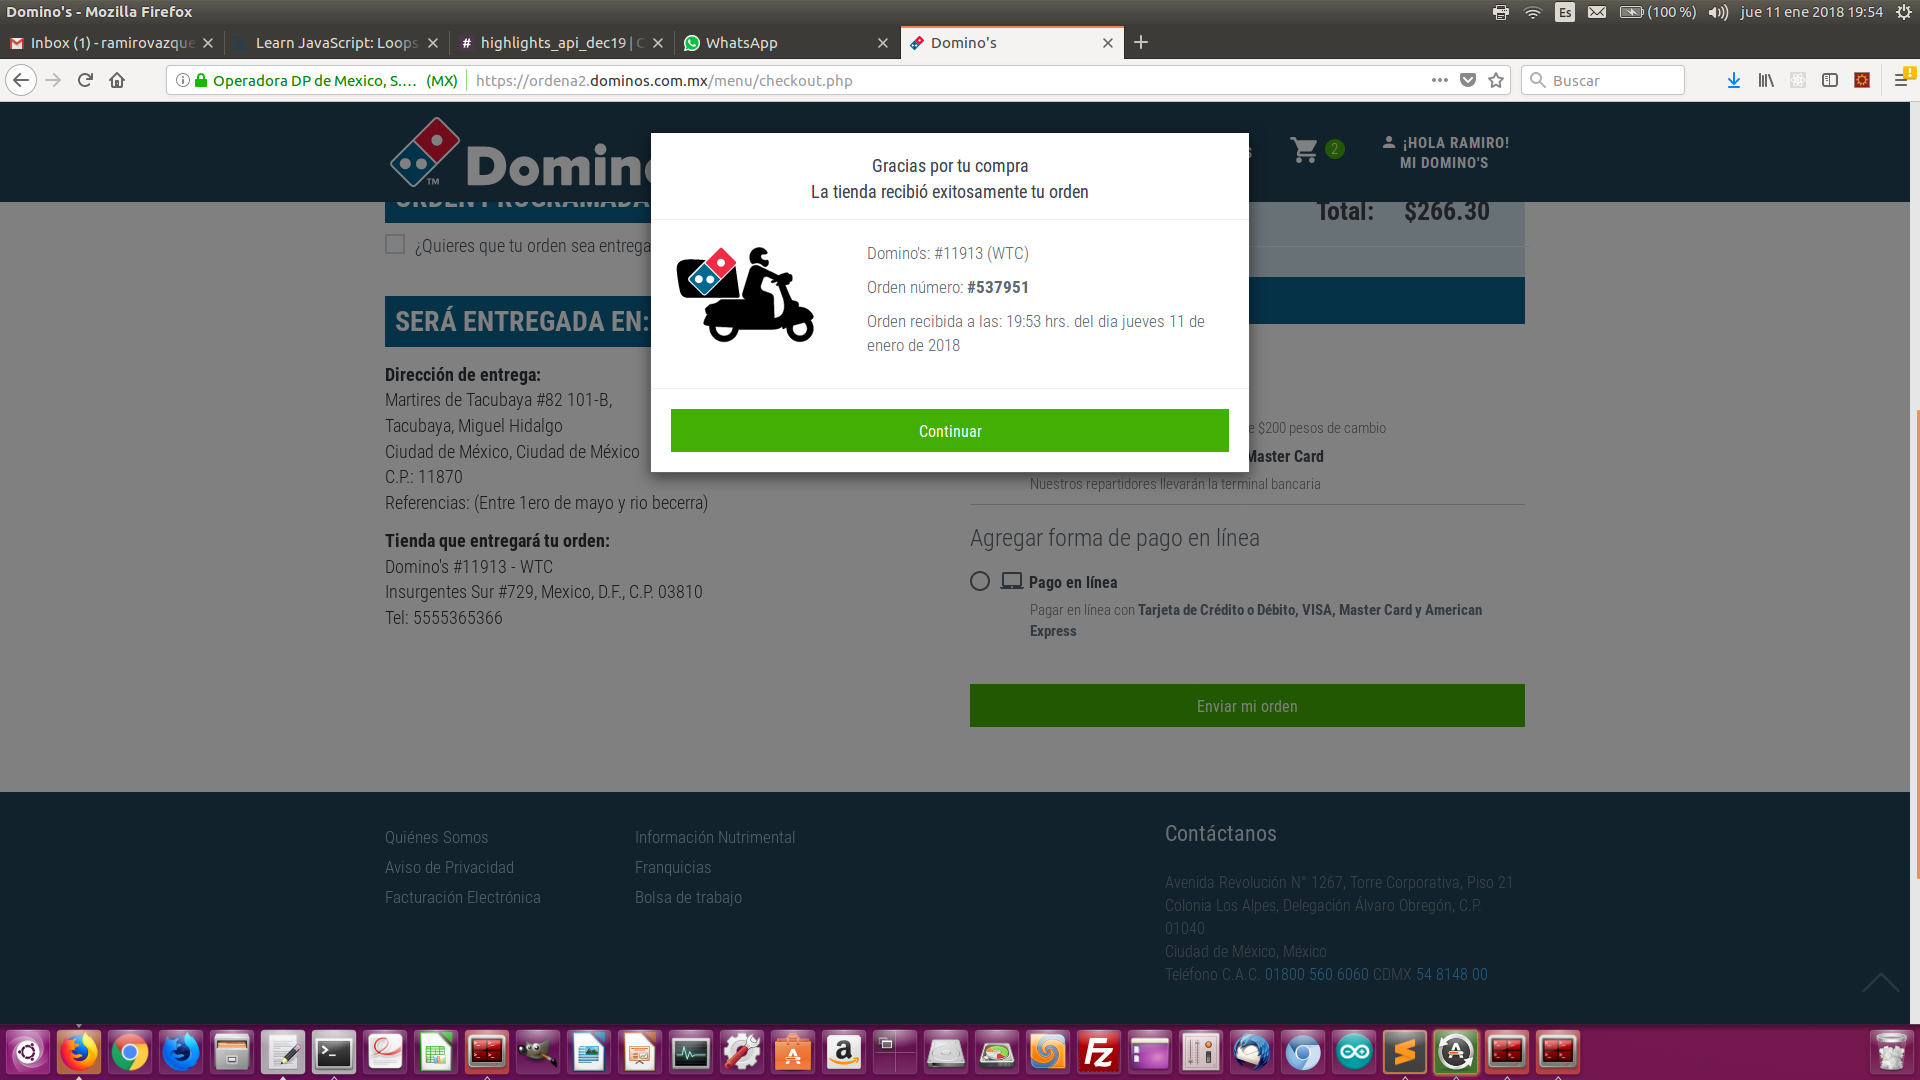 Domino's - Mozilla Firefox
Es
(100 %)
jue 11 ene 2018 19:54
Inbox (1) - ramirovazque
Learn JavaScript: Loops
highlights_api_dec19 | C
WhatsApp
Domino's
Operadora DP de Mexico, S.… (MX)
https://ordena2.dominos.com.mx/menu/checkout.php
Buscar
Domino
2
¡HOLA RAMIRO!
MI DOMINO'S
ORDEN PROGRAMADA
Total: $266.30
¿Quieres que tu orden sea entrega
SERÁ ENTREGADA EN:
Gracias por tu compra
La tienda recibió exitosamente tu orden
Domino's: #11913 (WTC)
Orden número: #537951
Orden recibida a las: 19:53 hrs. del dia jueves 11 de
enero de 2018
Continuar
Dirección de entrega:
Martires de Tacubaya #82 101-B,
Tacubaya, Miguel Hidalgo
Ciudad de México, Ciudad de México
C.P.: 11870
Referencias: (Entre 1ero de mayo y rio becerra)
Tienda que entregará tu orden:
Domino's #11913 - WTC
Insurgentes Sur #729, Mexico, D.F., C.P. 03810
Tel: 5555365366
e $200 pesos de cambio
Master Card
Nuestros repartidores llevarán la terminal bancaria
Agregar forma de pago en línea
Pago en línea
Pagar en línea con Tarjeta de Crédito o Débito, VISA, Master Card y American
Express
Enviar mi orden
Quiénes Somos
Aviso de Privacidad
Facturación Electrónica
Información Nutrimental
Franquicias
Bolsa de trabajo
Contáctanos
Avenida Revolución N° 1267, Torre Corporativa, Piso 21
Colonia Los Alpes, Delegación Álvaro Obregón, C.P.
01040
Ciudad de México, México
Teléfono C.A.C. 01800 560 6060 CDMX 54 8148 00